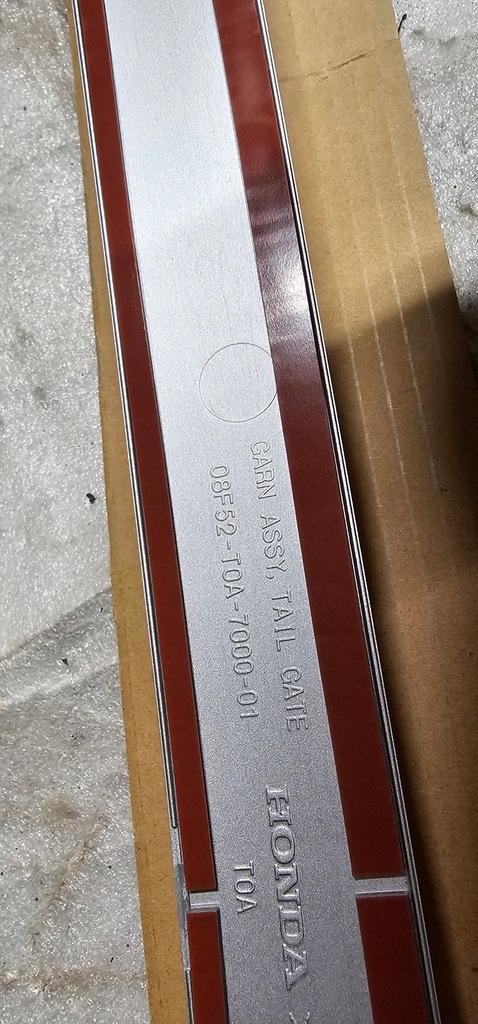 GARN ASSY, TAIL GATE
08F52-T0A-7000-01
HONDA
T0A